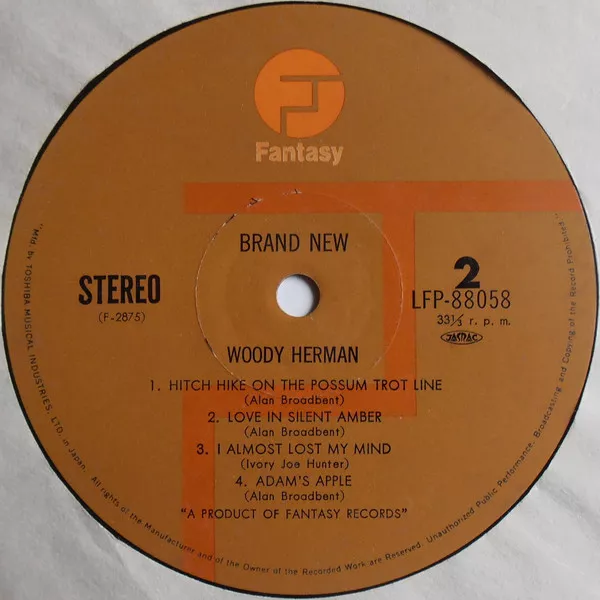 Fantasy
BRAND NEW
STEREO
(F-2875)
2
LFP-88058
33⅓ r. p. m.
JASRAC
WOODY HERMAN
1. HITCH HIKE ON THE POSSUM TROT LINE
(Alan Broadbent)
2. LOVE IN SILENT AMBER
(Alan Broadbent)
3. I ALMOST LOST MY MIND
(Ivory Joe Hunter)
4. ADAM'S APPLE
(Alan Broadbent)
"A PRODUCT OF FANTASY RECORDS"
"Mfd. by TOSHIBA MUSICAL INDUSTRIES, LTD. in Japan. All rights of the Manufacturer and of the Owner of the Recorded Work are Reserved. Unauthorized Public Performance, Broadcasting and Copying of the Record Prohibited"